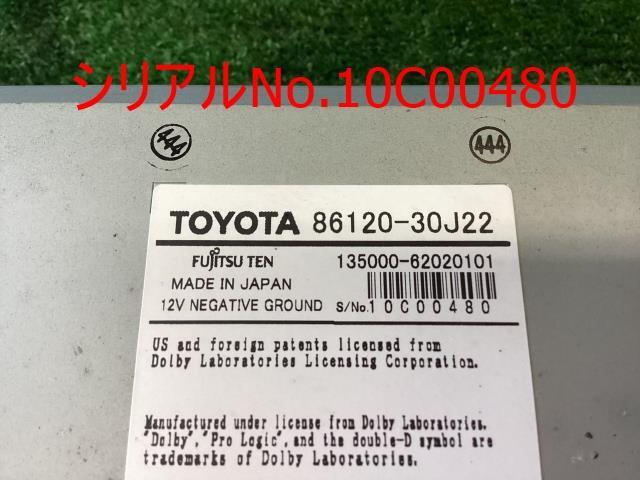 シリアルNo.10C00480
444
444
TOYOTA 86120-30J22
FUJITSU TEN 135000-62020101
MADE IN JAPAN
12V NEGATIVE GROUND S/No.10C00480
US and foreign patents licensed from
Dolby Laboratories Licensing Corporation.
Manufactured under license from Dolby Laboratories.
"Dolby", "Pro Logic", and the double-D symbol are
trademarks of Dolby Laboratories.